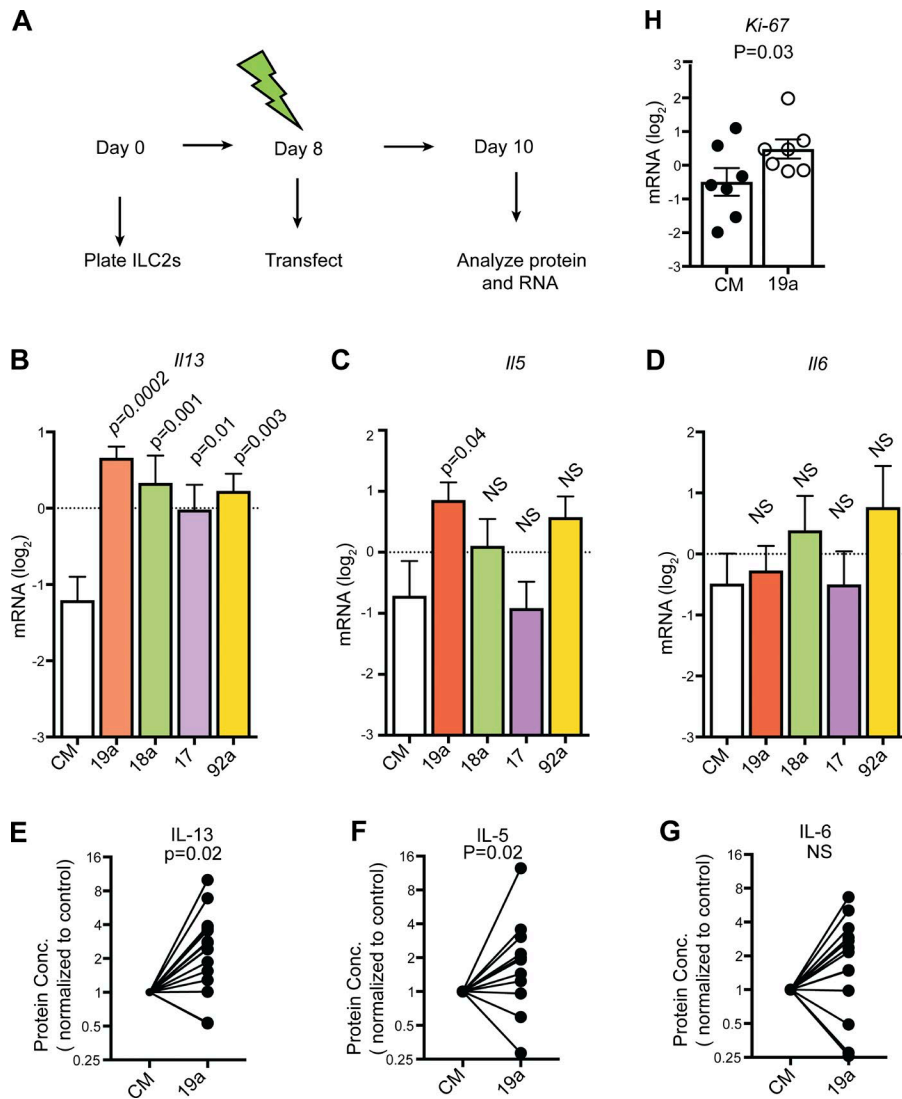 A
Day 0
Day 8
Day 10
Plate ILC2s
Transfect
Analyze protein
and RNA
H
Ki-67
P=0.03
mRNA (log2)
3
2
1
0
-1
-2
-3
CM
19a
B
Il13
p=0.0002
p=0.001
p=0.01
p=0.003
mRNA (log2)
1
0
-1
-2
-3
CM
19a
18a
17
92a
C
Il5
p=0.04
NS
NS
NS
mRNA (log2)
2
1
0
-1
-2
-3
CM
19a
18a
17
92a
D
Il6
NS
NS
NS
NS
mRNA (log2)
2
1
0
-1
-2
-3
CM
19a
18a
17
92a
E
IL-13
p=0.02
Protein Conc.
( normalized to control)
16
8
4
2
1
0.5
0.25
CM
19a
F
IL-5
P=0.02
Protein Conc.
( normalized to control)
16
8
4
2
1
0.5
0.25
CM
19a
G
IL-6
NS
Protein Conc.
( normalized to control)
16
8
4
2
1
0.5
0.25
CM
19a